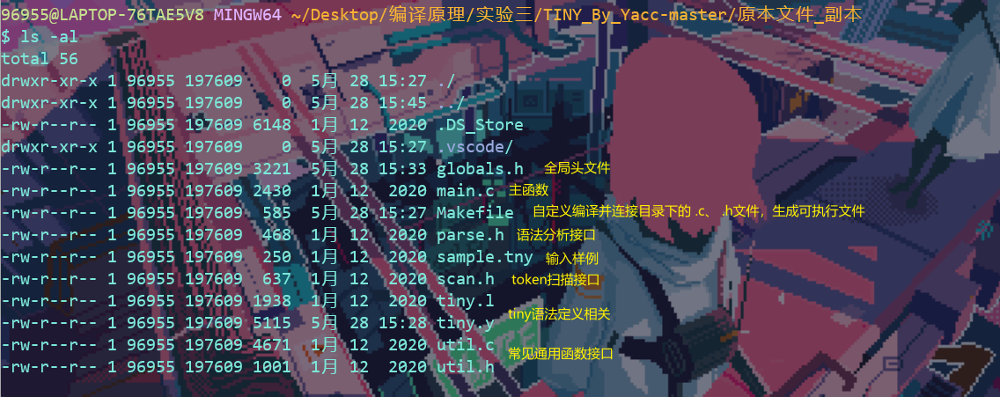 96955@LAPTOP-76TAE5V8 MINGW64 ~/Desktop/编译原理/实验三/TINY_By_Yacc-master/原本文件_副本
$ ls -al
total 56
drwxr-xr-x 1 96955 197609    0  5月 28 15:27 ./
drwxr-xr-x 1 96955 197609    0  5月 28 15:45 ../
-rw-r--r-- 1 96955 197609 6148  1月 12  2020 .DS_Store
drwxr-xr-x 1 96955 197609    0  5月 28 15:27 .vscode/
-rw-r--r-- 1 96955 197609 3221  5月 28 15:33 globals.h 全局头文件
-rw-r--r-- 1 96955 197609 2430  1月 12  2020 main.c 主函数
-rw-r--r-- 1 96955 197609  585  5月 28 15:27 Makefile 自定义编译并连接目录下的 .c、 .h文件，生成可执行文件
-rw-r--r-- 1 96955 197609  468  1月 12  2020 parse.h 语法分析接口
-rw-r--r-- 1 96955 197609  250  1月 12  2020 sample.tny 输入样例
-rw-r--r-- 1 96955 197609  637  1月 12  2020 scan.h token扫描接口
-rw-r--r-- 1 96955 197609 1938  1月 12  2020 tiny.l
tiny语法定义相关
-rw-r--r-- 1 96955 197609 5115  5月 28 15:28 tiny.y
-rw-r--r-- 1 96955 197609 4671  1月 12  2020 util.c
常见通用函数接口
-rw-r--r-- 1 96955 197609 1001  1月 12  2020 util.h